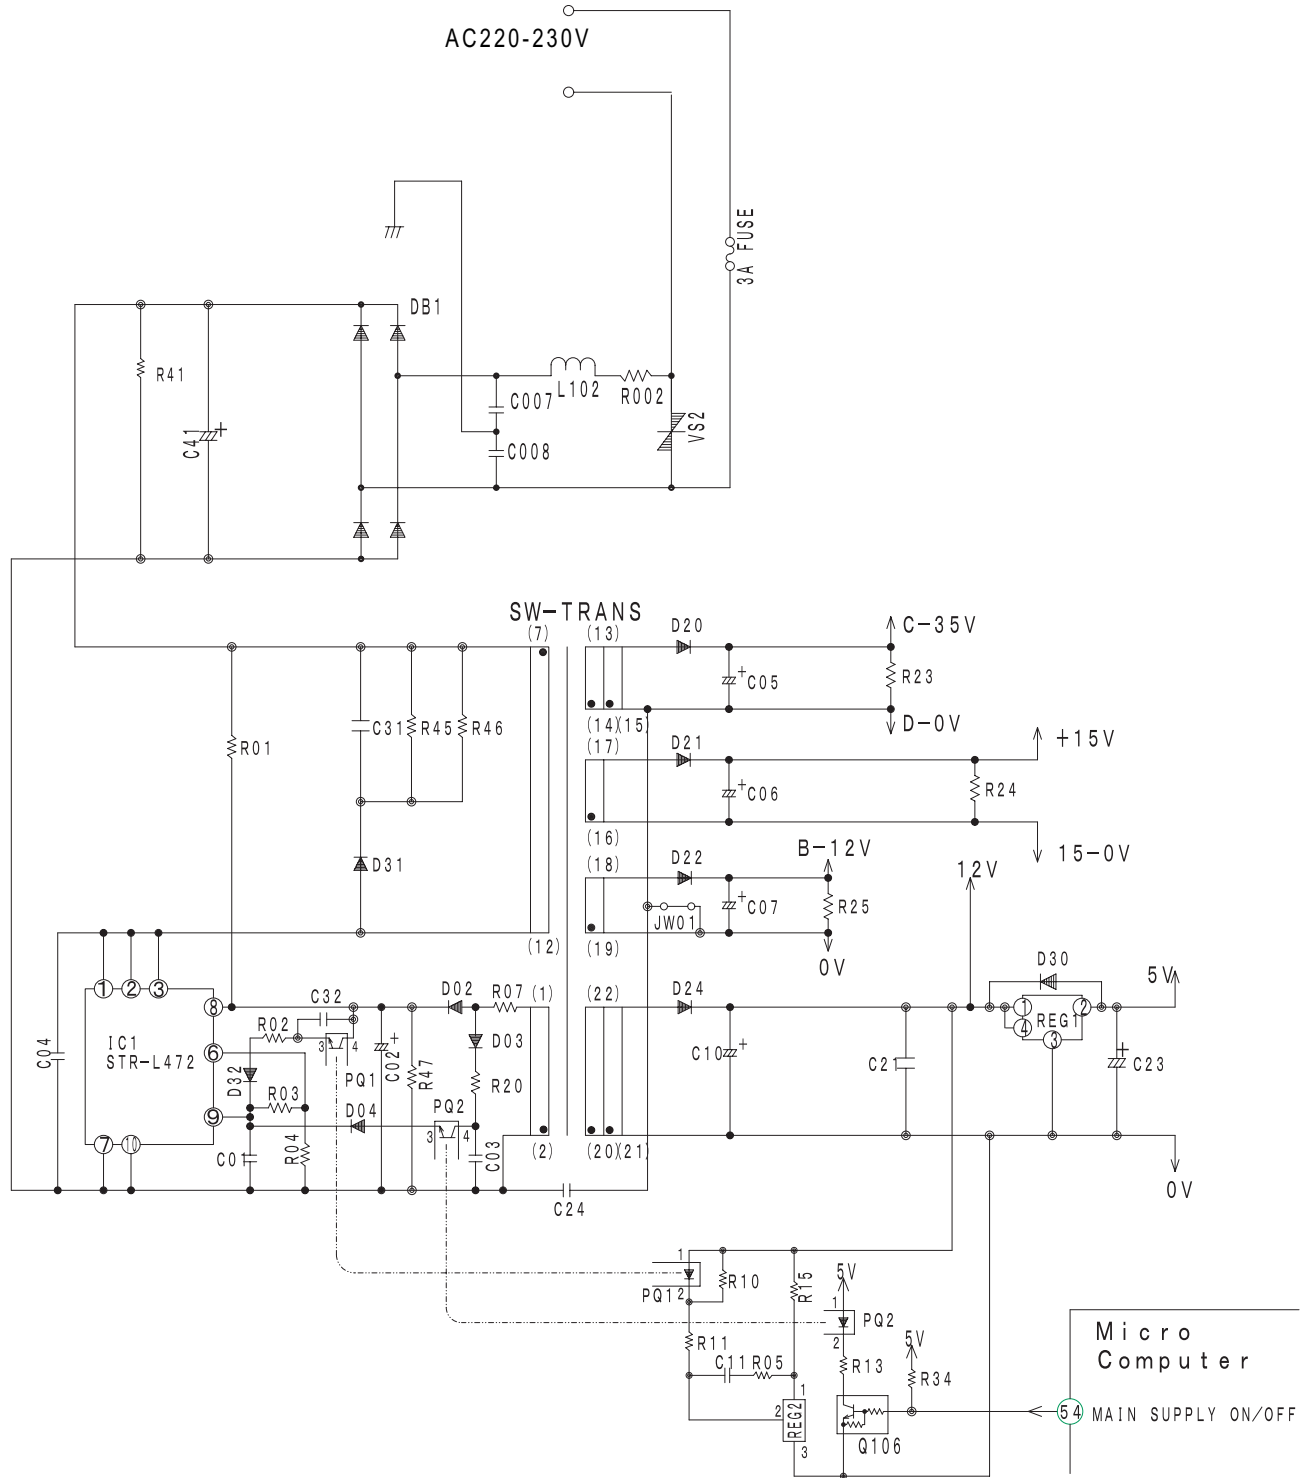 AC220-230V
3A FUSE
DB1
R41
C41
+
C007
L102
R002
VS2
C008
SW-TRANS
(7)
(13)
D20
C-35V
+
C05
R23
(14)(15)
D-0V
R01
C31
R45
R46
(17)
D21
+15V
+
C06
R24
(16)
15-0V
D31
(18)
D22
B-12V
12V
+
C07
R25
JW01
(12)
(19)
0V
1
2
3
8
C32
D02
R07
(1)
(22)
D24
D30
5V
1
2
4
REG1
3
R02
3
4
IC1
STR-L472
6
C04
PQ1
+
C02
R47
D03
R20
C10
+
C21
+
C23
D32
R03
9
D04
PQ2
3
4
7
10
C01
R04
C03
(2)
(20)(21)
C24
0V
1
PQ1
2
R10
R15
5V
1
PQ2
2
R11
C11
R05
R13
5V
R34
1
2
REG2
3
Q106
Micro
Computer
54
MAIN SUPPLY ON/OFF